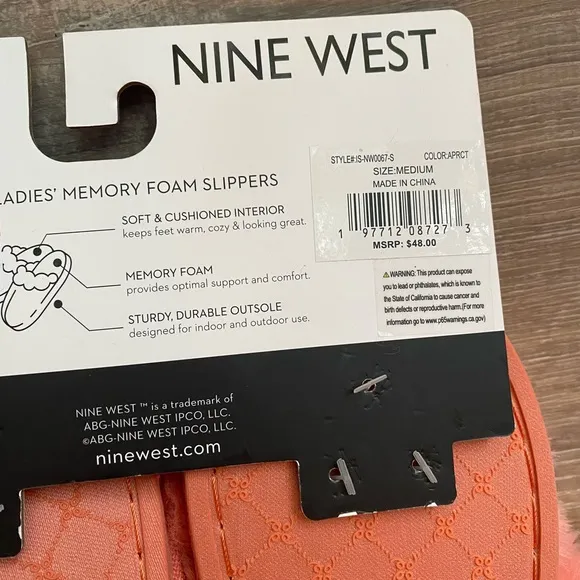 NINE WEST
STYLE#:IS-NW0067-S COLOR:APRCT
SIZE:MEDIUM
MADE IN CHINA
1 97712 08727 3
MSRP: $48.00
LADIES' MEMORY FOAM SLIPPERS
SOFT & CUSHIONED INTERIOR
keeps feet warm, cozy & looking great.
MEMORY FOAM
provides optimal support and comfort.
STURDY, DURABLE OUTSOLE
designed for indoor and outdoor use.
⚠WARNING: This product can expose
you to lead or phthalates, which is known to
the State of California to cause cancer and
birth defects or reproductive harm.(For more
information go to www.p65warnings.ca.gov)
NINE WEST ™ is a trademark of
ABG-NINE WEST IPCO, LLC.
©ABG-NINE WEST IPCO, LLC.
ninewest.com